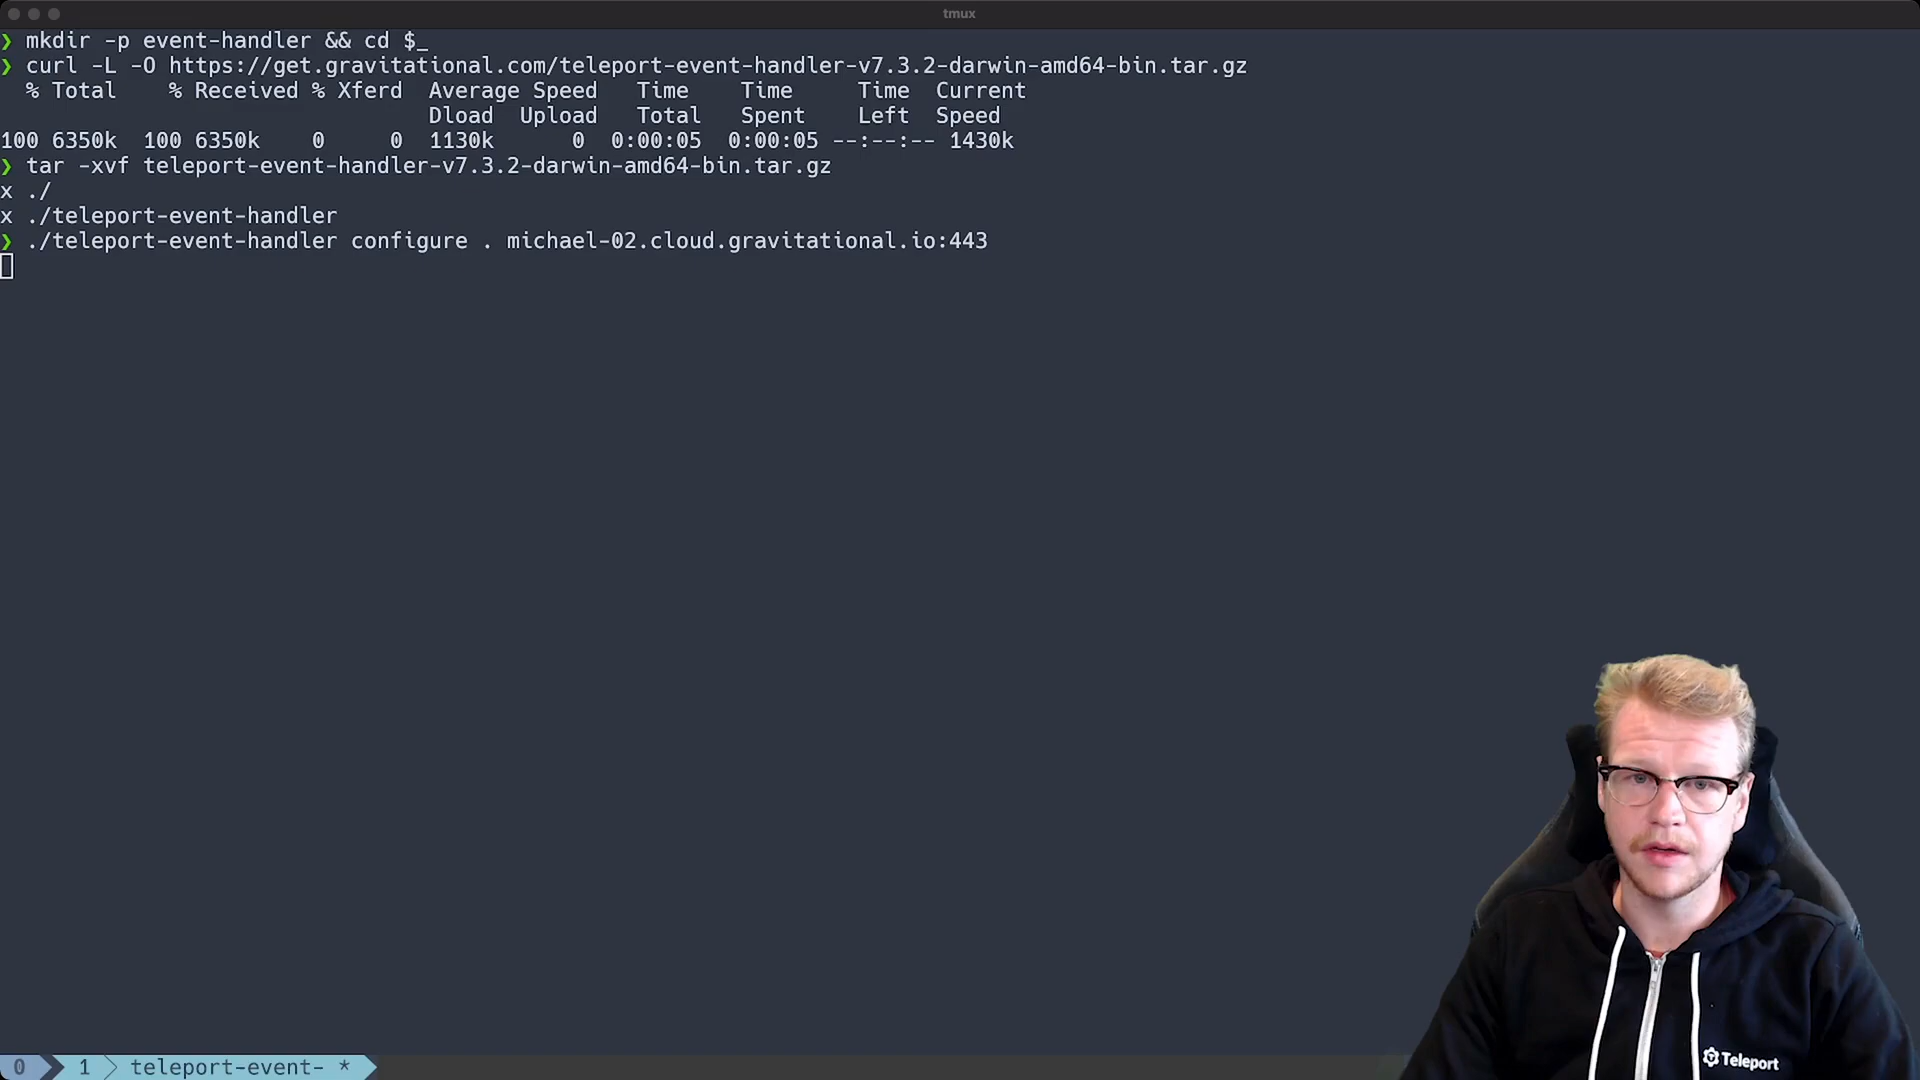 tmux
❯ mkdir -p event-handler && cd $_
❯ curl -L -O https://get.gravitational.com/teleport-event-handler-v7.3.2-darwin-amd64-bin.tar.gz
  % Total    % Received % Xferd  Average Speed   Time    Time     Time  Current
                                 Dload  Upload   Total   Spent    Left  Speed
100 6350k  100 6350k    0     0  1130k      0  0:00:05  0:00:05 --:--:-- 1430k
❯ tar -xvf teleport-event-handler-v7.3.2-darwin-amd64-bin.tar.gz
x ./
x ./teleport-event-handler
❯ ./teleport-event-handler configure . michael-02.cloud.gravitational.io:443
Teleport
0 1 teleport-event- *